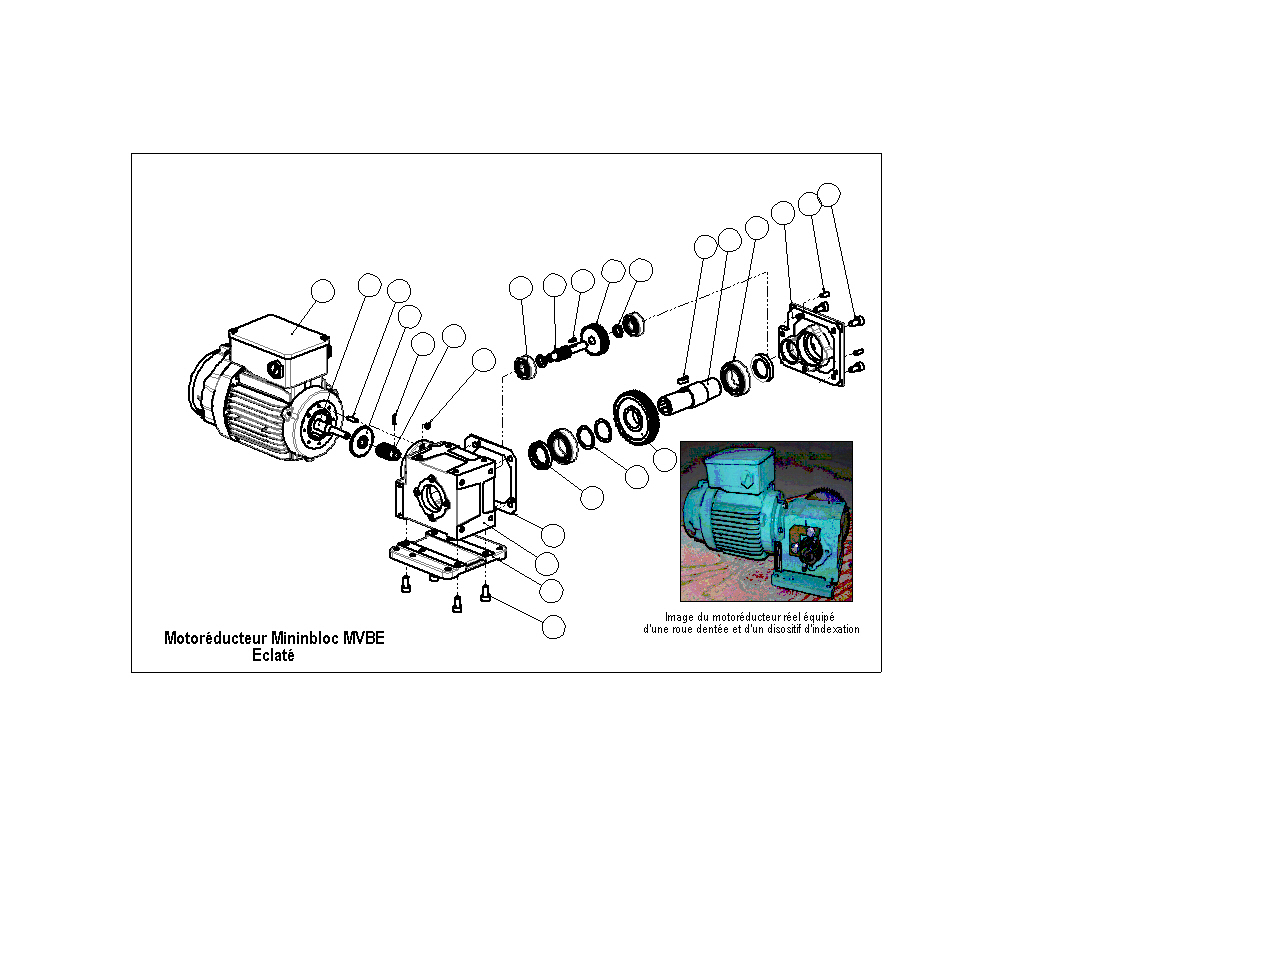 Image du motoréducteur réel équipé
d'une roue dentée et d'un disositif d'indexation
Motoréducteur Mininbloc MVBE
Eclaté